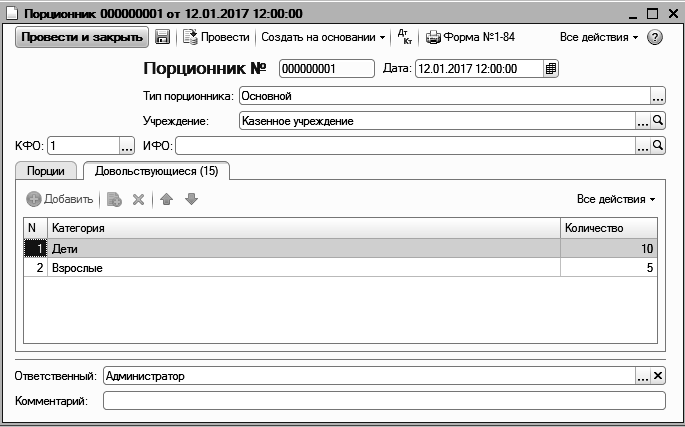 Порционник 000000001 от 12.01.2017 12:00:00
Провести и закрыть Провести Создать на основании Дт Кт Форма №1-84 Все действия ?
Порционник № 000000001 Дата: 12.01.2017 12:00:00
Тип порционника: Основной ...
Учреждение: Казенное учреждение ...
КФО: 1 ... ИФО: ...
Порции Довольствующиеся (15)
Добавить Все действия
N Категория Количество
1 Дети 10
2 Взрослые 5
Ответственный: Администратор ...
Комментарий: